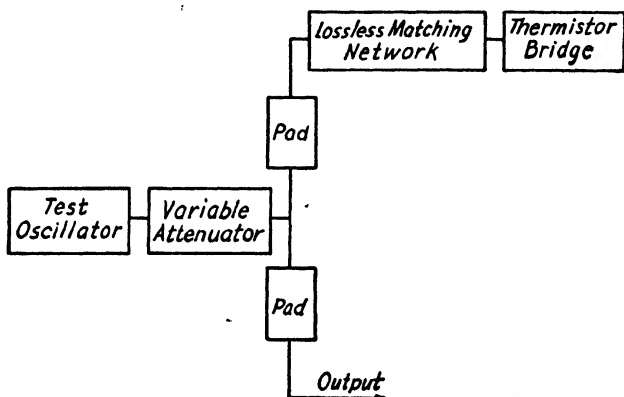 Lossless Matching
Network
Thermistor
Bridge
Pad
Test
Oscillator
Variable
Attenuator
Pad
Output